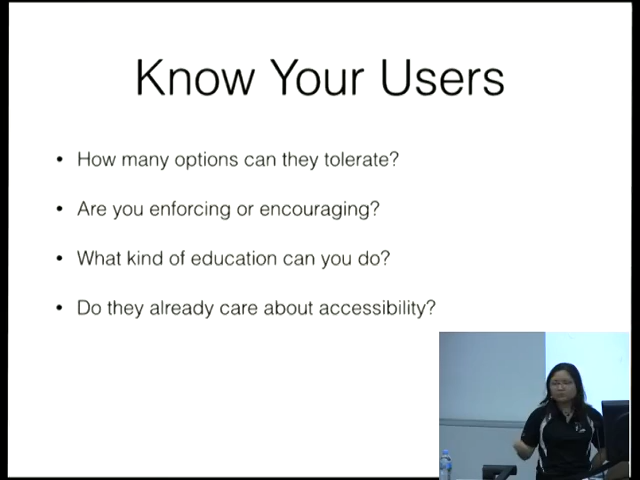 Know Your Users
• How many options can they tolerate?
• Are you enforcing or encouraging?
• What kind of education can you do?
• Do they already care about accessibility?